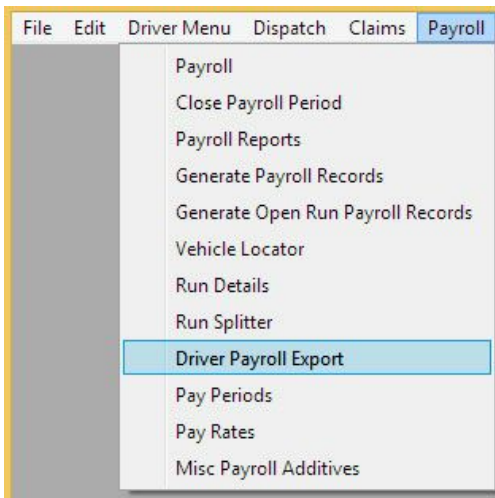 File Edit Driver Menu Dispatch Claims Payroll
Payroll
Close Payroll Period
Payroll Reports
Generate Payroll Records
Generate Open Run Payroll Records
Vehicle Locator
Run Details
Run Splitter
Driver Payroll Export
Pay Periods
Pay Rates
Misc Payroll Additives